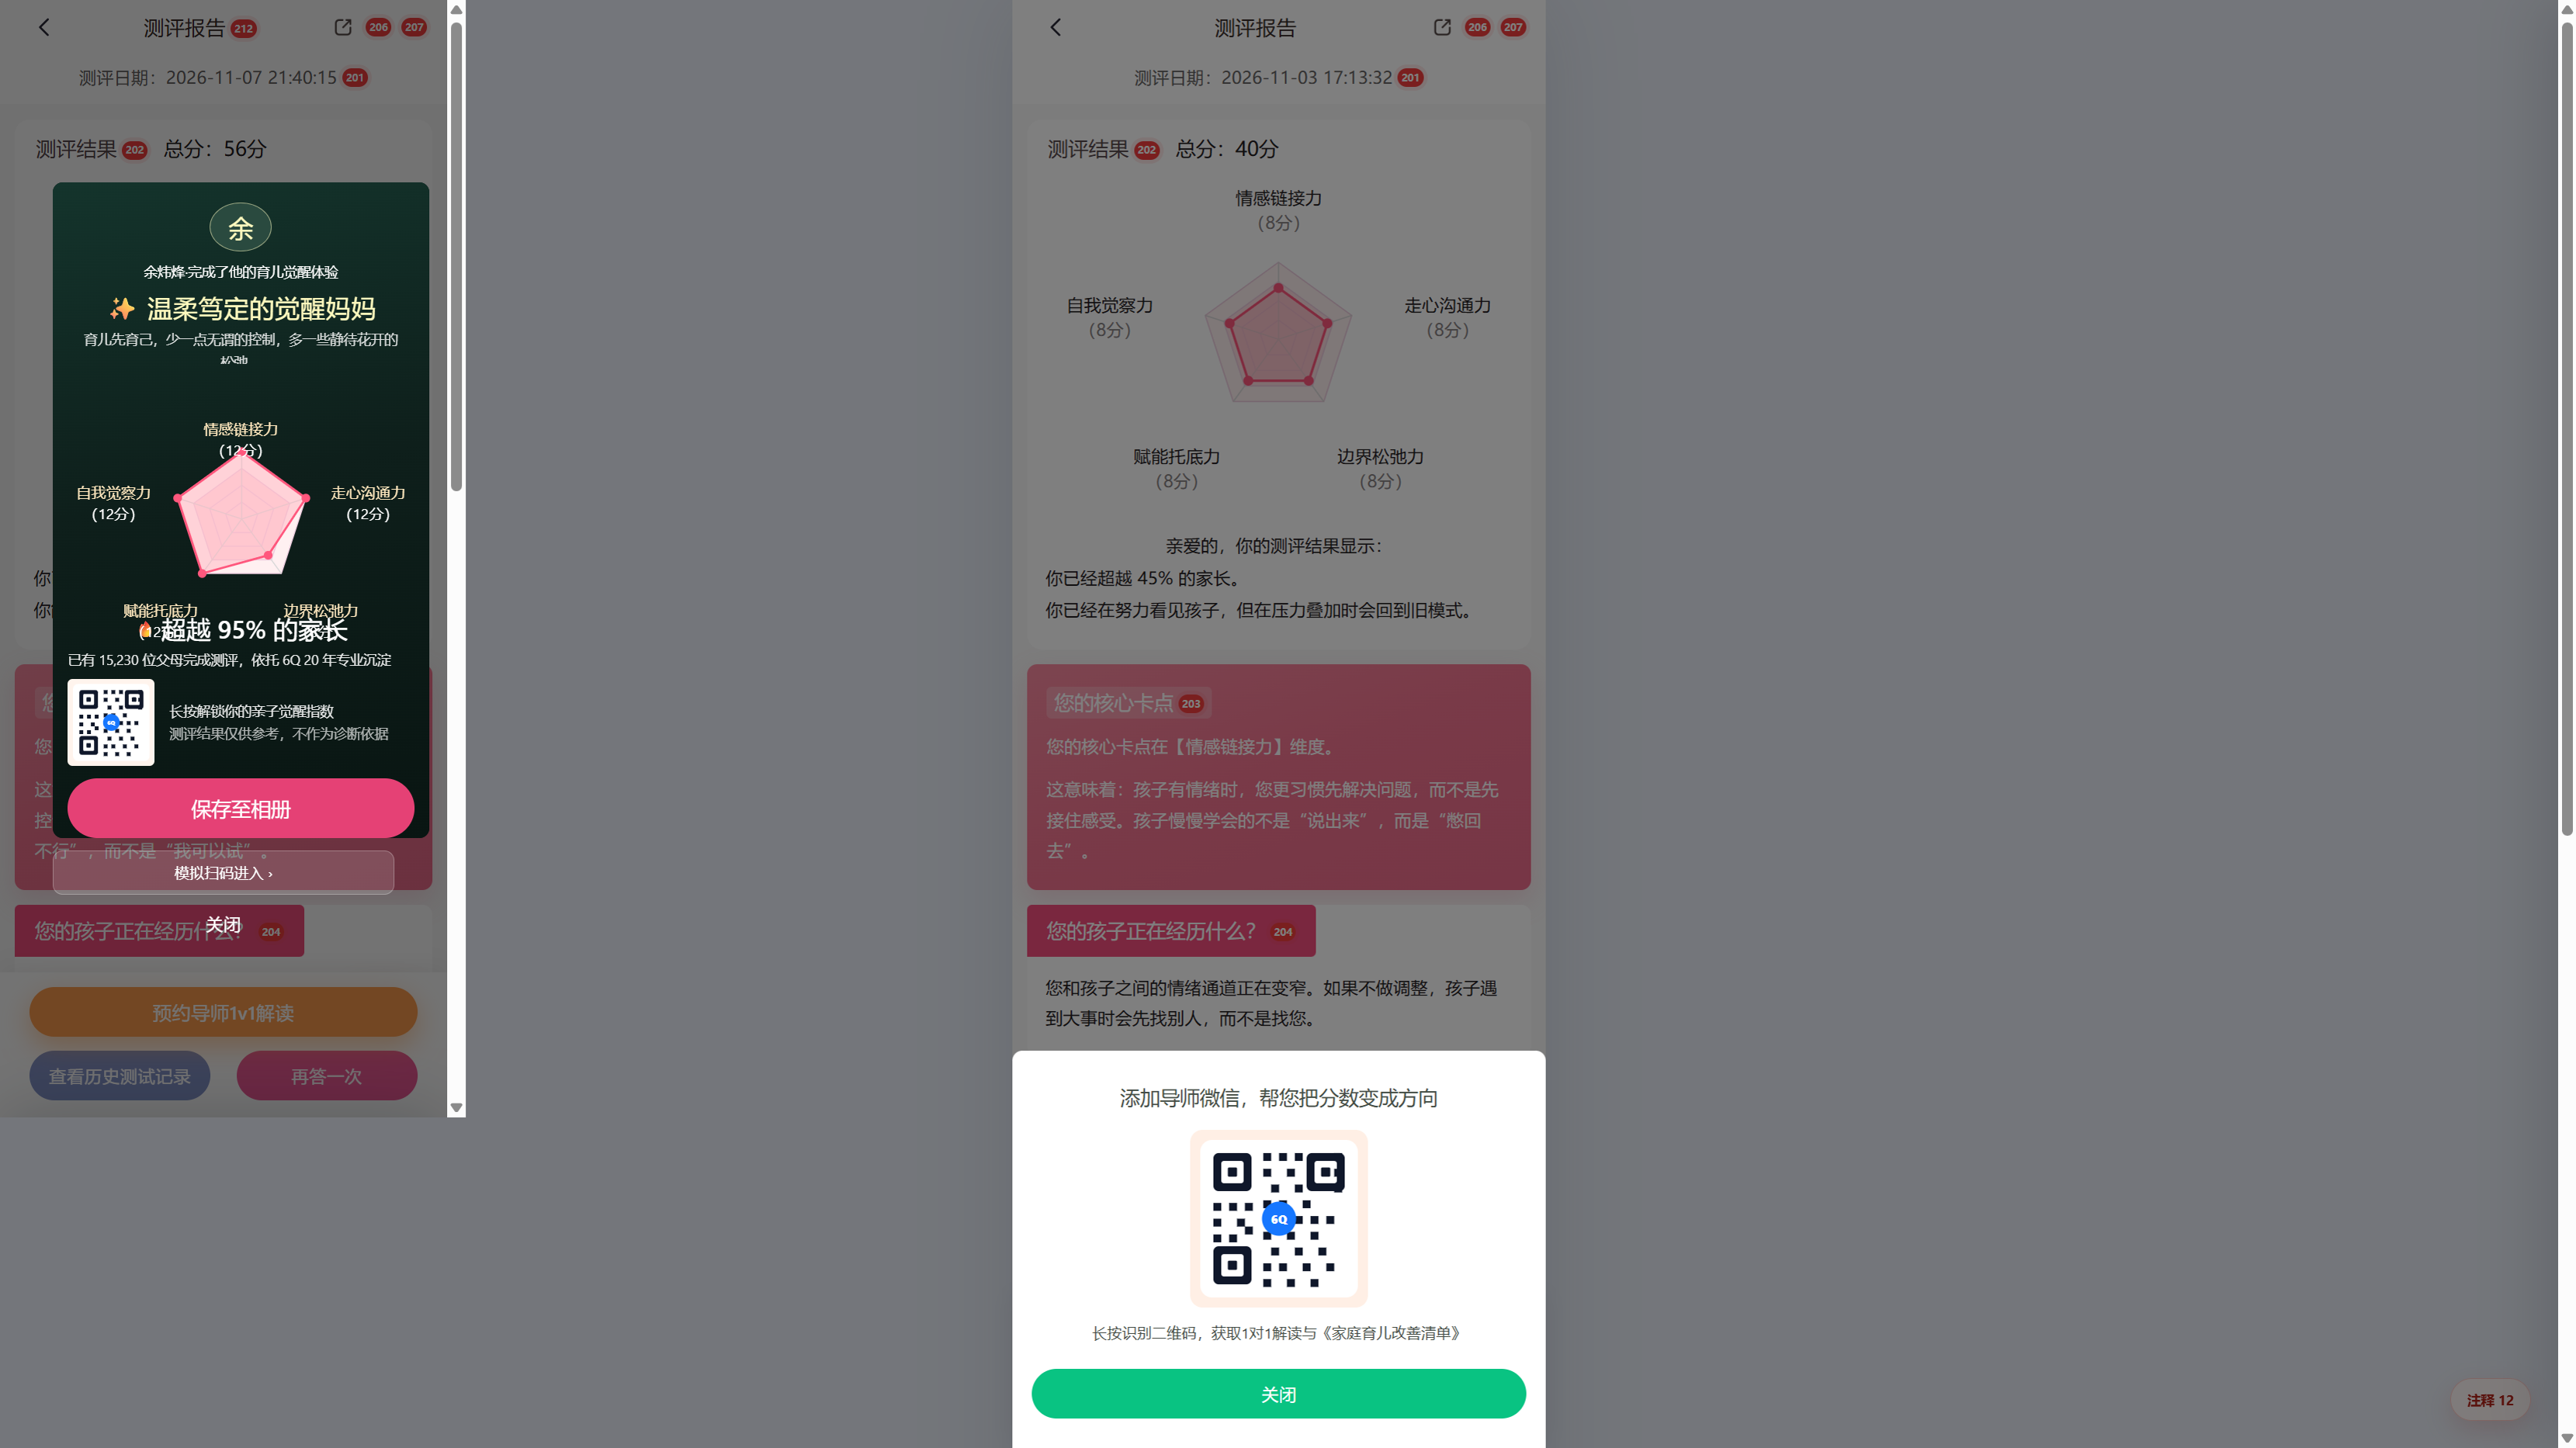 测评报告 212
206 207
测评日期：2026-11-07 21:40:15 201
测评结果 202 总分：56分
余
余炜烽·完成了他的育儿觉醒体验
✨ 温柔笃定的觉醒妈妈
育儿先育己，少一点无谓的控制，多一些静待花开的
松弛
情感链接力
（12分）
自我觉察力
（12分）
走心沟通力
（12分）
赋能托底力
边界松弛力
🔥 超越 95% 的家长
已有 15,230 位父母完成测评，依托 6Q 20 年专业沉淀
6Q
长按解锁你的亲子觉醒指数
测评结果仅供参考，不作为诊断依据
保存至相册
你
你
您
您
这
控
不行”，而不是“我可以试”。
模拟扫码进入 ›
关闭
您的孩子正在经历什么？ 204
预约导师1v1解读
查看历史测试记录
再答一次
测评报告
206 207
测评日期：2026-11-03 17:13:32 201
测评结果 202 总分：40分
情感链接力
（8分）
自我觉察力
（8分）
走心沟通力
（8分）
赋能托底力
（8分）
边界松弛力
（8分）
亲爱的，你的测评结果显示：
你已经超越 45% 的家长。
你已经在努力看见孩子，但在压力叠加时会回到旧模式。
您的核心卡点 203
您的核心卡点在【情感链接力】维度。
这意味着：孩子有情绪时，您更习惯先解决问题，而不是先
接住感受。孩子慢慢学会的不是“说出来”，而是“憋回
去”。
您的孩子正在经历什么？ 204
您和孩子之间的情绪通道正在变窄。如果不做调整，孩子遇
到大事时会先找别人，而不是找您。
添加导师微信，帮您把分数变成方向
6Q
长按识别二维码，获取1对1解读与《家庭育儿改善清单》
关闭
注释 12